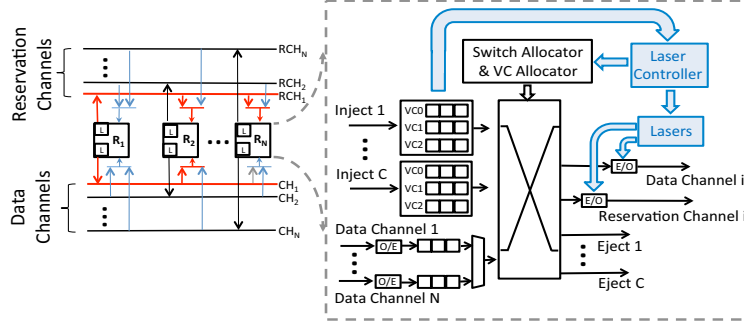 Reservation
Channels
RCH_N
RCH_2
RCH_1
L
L
R_1
L
L
R_2
L
L
R_N
Data
Channels
CH_1
CH_2
CH_N
Switch Allocator
& VC Allocator
Laser
Controller
Lasers
Inject 1
VC0
VC1
VC2
Inject C
VC0
VC1
VC2
Data Channel 1
O/E
O/E
Data Channel N
E/O
Data Channel i
E/O
Reservation Channel i
Eject 1
Eject C